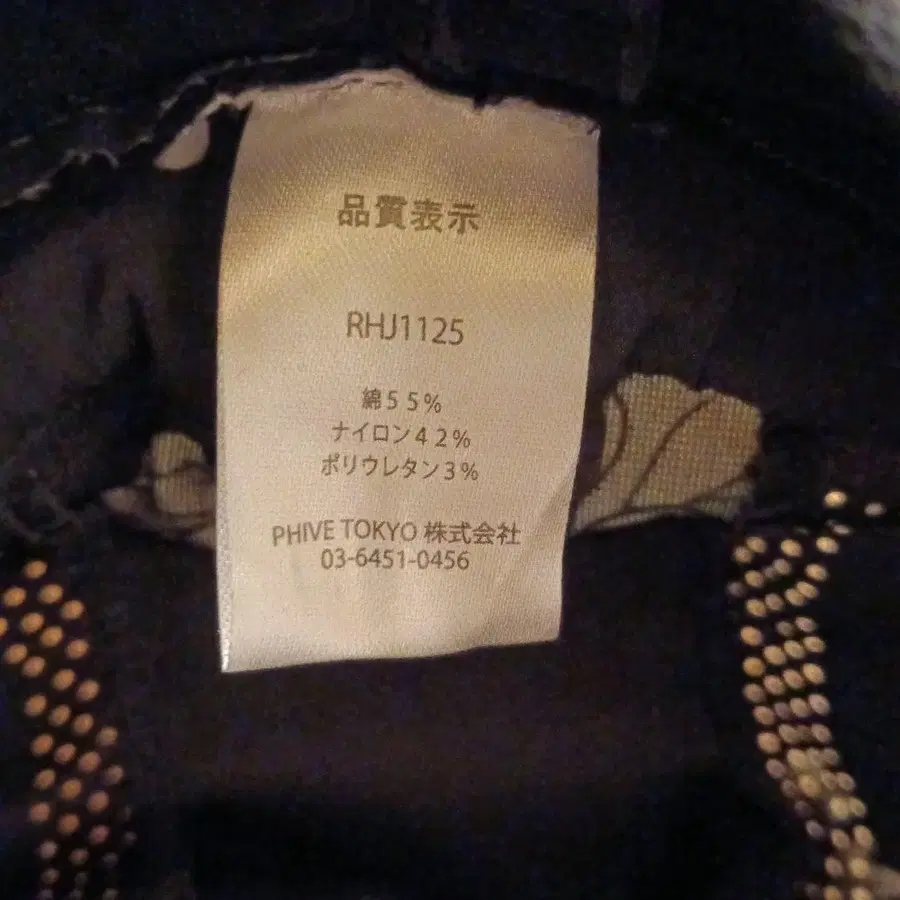 品質表示
RHJ1125
綿55%
ナイロン42%
ポリウレタン3%
PHIVE TOKYO 株式会社
03-6451-0456